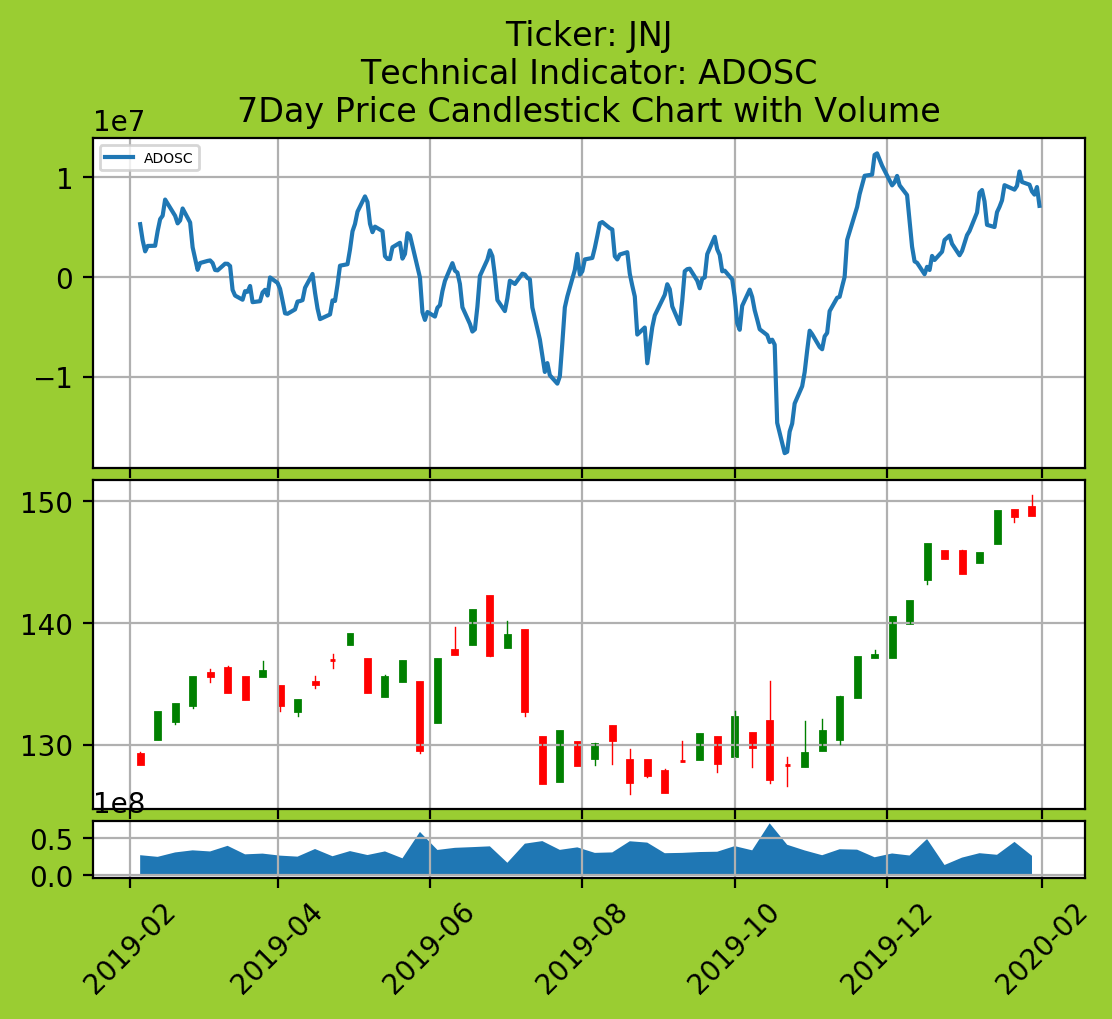 Ticker: JNJ
Technical Indicator: ADOSC
7Day Price Candlestick Chart with Volume
1e7
ADOSC
1
0
−1
150
140
130
1e8
0.5
0.0
2019-02
2019-04
2019-06
2019-08
2019-10
2019-12
2020-02